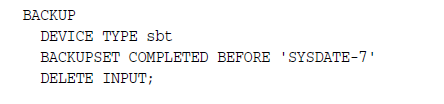 BACKUP
DEVICE TYPE sbt
BACKUPSET COMPLETED BEFORE 'SYSDATE-7'
DELETE INPUT;